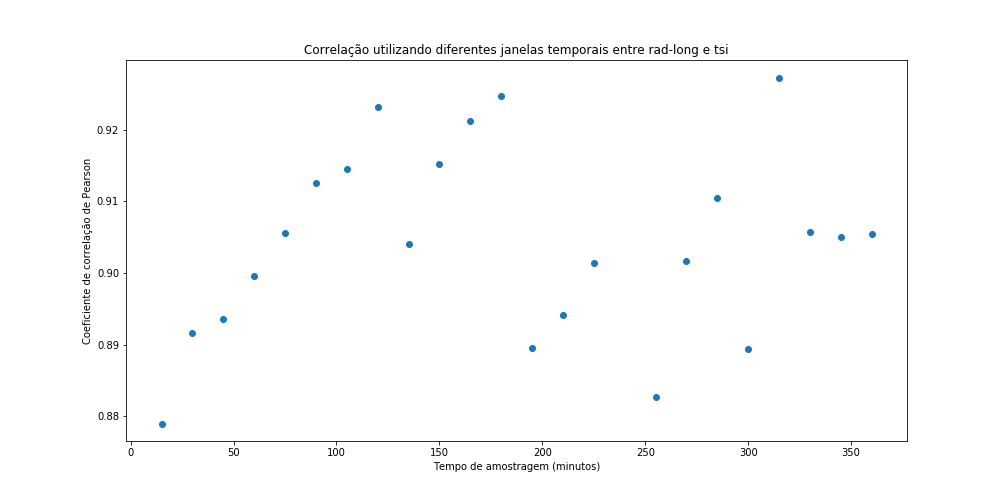 Correlação utilizando diferentes janelas temporais entre rad-long e tsi
Coeficiente de correlação de Pearson
0.92
0.91
0.90
0.89
0.88
0 50 100 150 200 250 300 350
Tempo de amostragem (minutos)